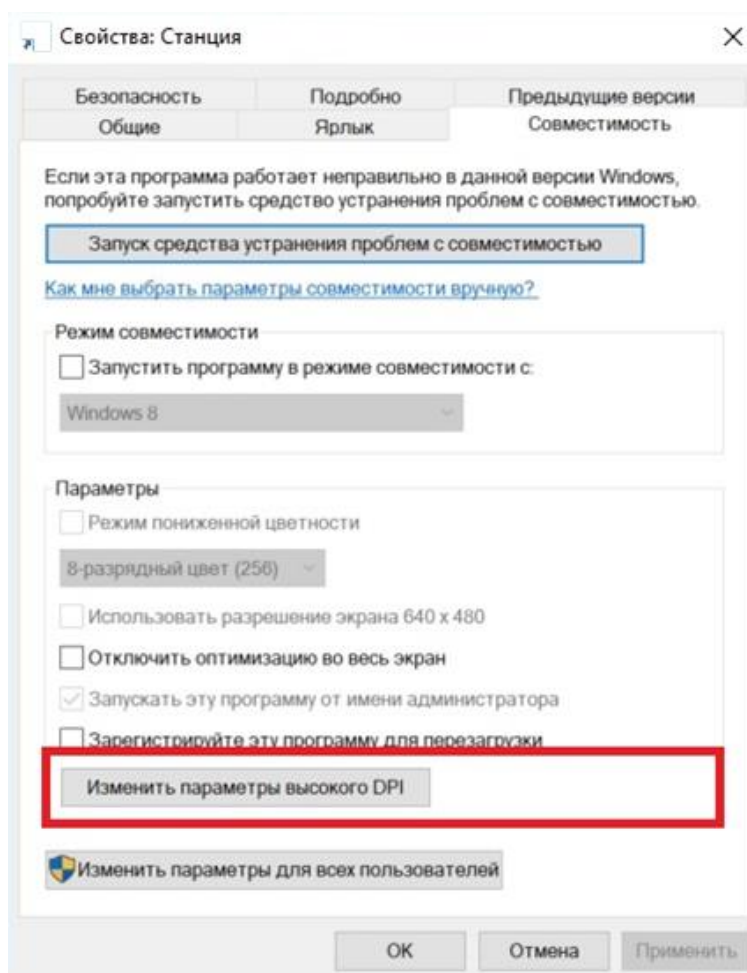 Свойства: Станция
Безопасность Подробно Предыдущие версии
Общие Ярлык Совместимость
Если эта программа работает неправильно в данной версии Windows,
попробуйте запустить средство устранения проблем с совместимостью.
Запуск средства устранения проблем с совместимостью
Как мне выбрать параметры совместимости вручную?
Режим совместимости
Запустить программу в режиме совместимости с:
Windows 8
Параметры
Режим пониженной цветности
8-разрядный цвет (256)
Использовать разрешение экрана 640 x 480
Отключить оптимизацию во весь экран
Запускать эту программу от имени администратора
Зарегистрируйте эту программу для перезагрузки
Изменить параметры высокого DPI
Изменить параметры для всех пользователей
OK Отмена Применить